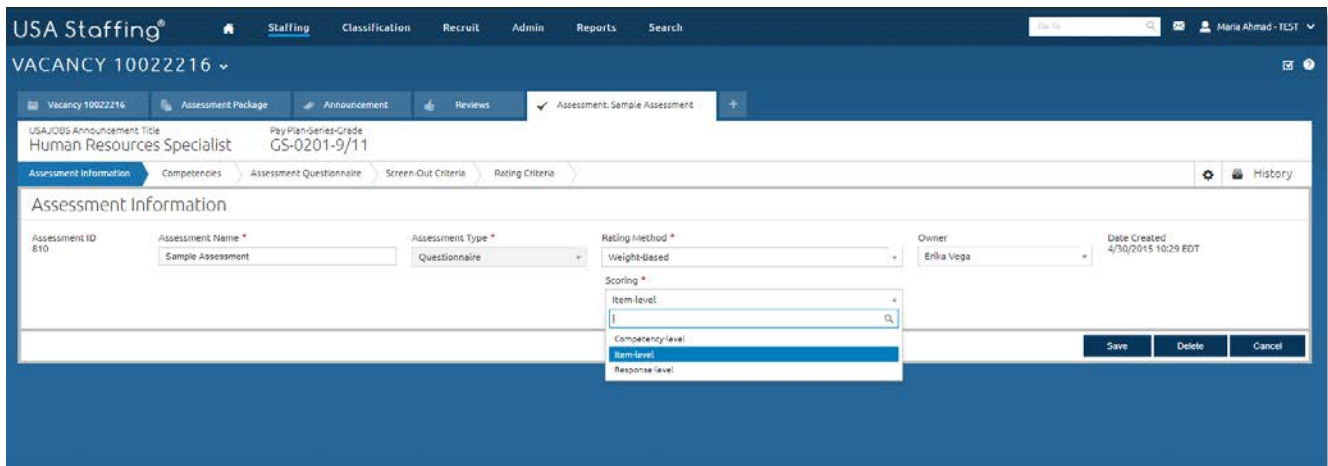 USA Staffing® Staffing Classification Recruit Admin Reports Search Go To Maria Ahmad - TEST
VACANCY 10022216
Vacancy 10022216 Assessment Package Announcement Reviews Assessment: Sample Assessment +
USAJOBS Announcement Title Pay Plan-Series-Grade
Human Resources Specialist GS-0201-9/11
Assessment Information Competencies Assessment Questionnaire Screen-Out Criteria Rating Criteria History
Assessment Information
Assessment ID Assessment Name * Assessment Type * Rating Method * Owner Date Created
810 Sample Assessment Questionnaire Weight-Based Erika Vega 4/30/2015 10:29 EDT
Scoring *
Item-level
Competency-level
Item-level
Response-level
Save Delete Cancel